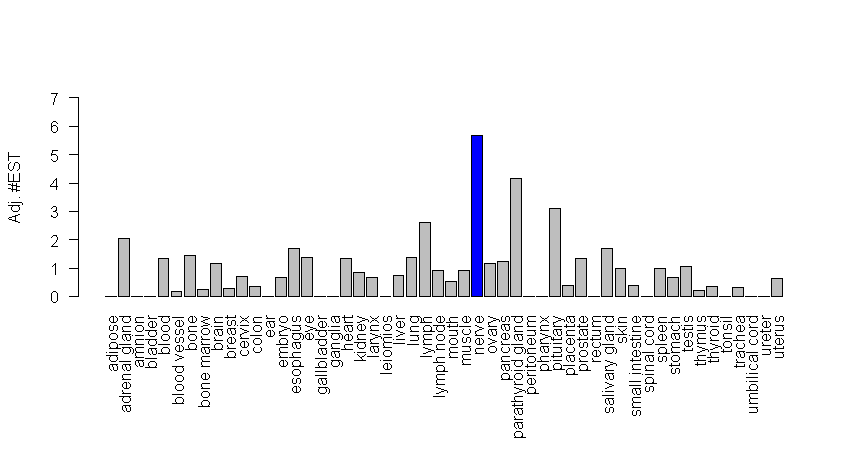 7
6
5
4
3
2
1
0
Adj. #EST
adipose
adrenal gland
amnion
bladder
blood
blood vessel
bone
bone marrow
brain
breast
cervix
colon
ear
embryo
esophagus
eye
gallbladder
ganglia
heart
kidney
larynx
leiomios
liver
lung
lymph
lymph node
mouth
muscle
nerve
ovary
pancreas
parathyroid gland
peritoneum
pharynx
pituitary
placenta
prostate
rectum
salivary gland
skin
small intestine
spinal cord
spleen
stomach
testis
thymus
thyroid
tonsil
trachea
umbilical cord
ureter
uterus